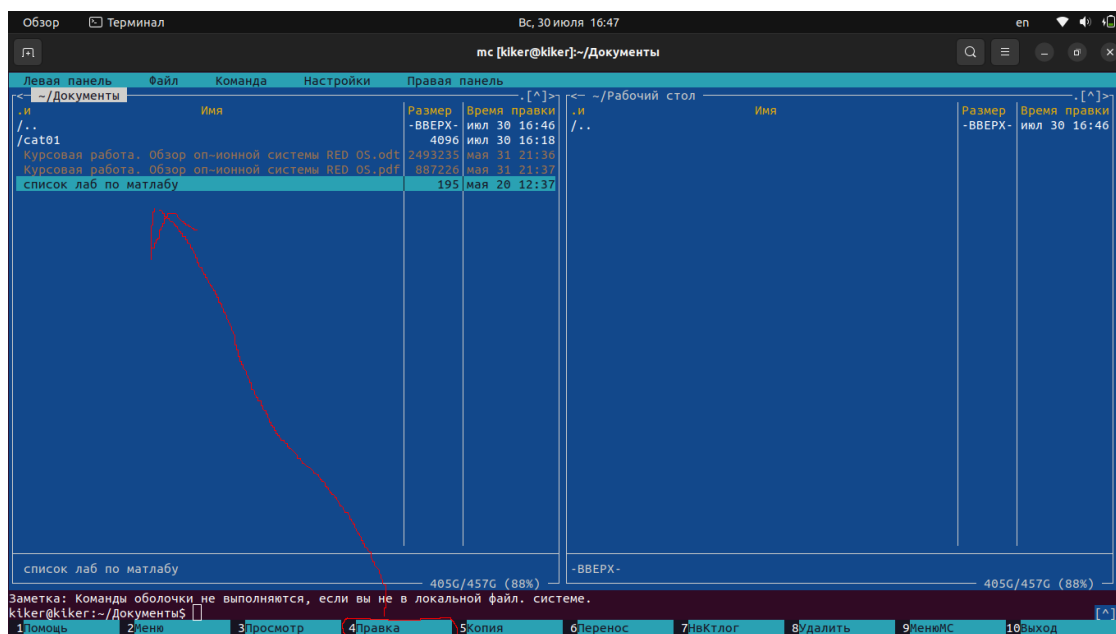 Обзор Терминал Вс, 30 июля 16:47 en
mc [kiker@kiker]:~/Документы
Левая панель Файл Команда Настройки Правая панель
<— ~/Документы .[^]> <— ~/Рабочий стол .[^]>
.и Имя Размер Время правки .и Имя Размер Время правки
/.. -ВВЕРХ- июл 30 16:46 /.. -ВВЕРХ- июл 30 16:46
/cat01 4096 июл 30 16:18
Курсовая работа. Обзор оп~ионной системы RED OS.odt 2493235 мая 31 21:36
Курсовая работа. Обзор оп~ионной системы RED OS.pdf 887226 мая 31 21:37
список лаб по матлабу 195 мая 20 12:37
список лаб по матлабу -ВВЕРХ-
405G/457G (88%) 405G/457G (88%)
Заметка: Команды оболочки не выполняются, если вы не в локальной файл. системе.
kiker@kiker:~/Документы$ [^]
1Помощь 2Меню 3Просмотр 4Правка 5Копия 6Перенос 7НвКтлог 8Удалить 9МенюMC 10Выход